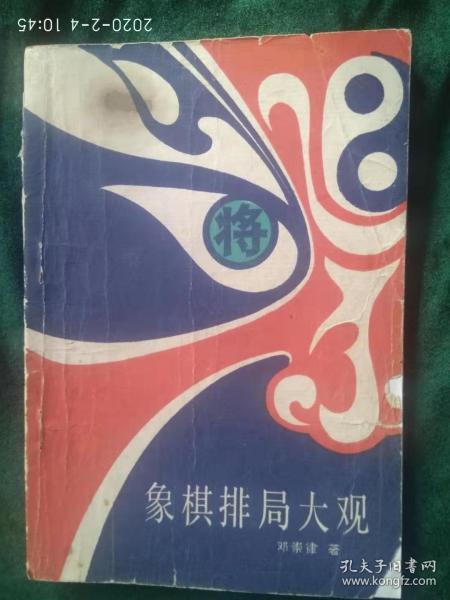 2020-2-4 10:45
将
象棋排局大观
邓崇律 著
孔夫子旧书网
www.kongfz.com